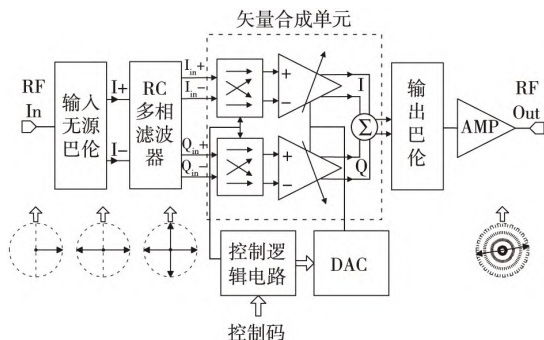 矢量合成单元
RF
In
输入
无源
巴伦
I+
I−
RC
多相
滤波
器
I_in+
I_in−
Q_in+
Q_in−
+
−
+
−
I
Σ
Q
输
出
巴
伦
AMP
RF
Out
控制逻
辑电路
DAC
控制码